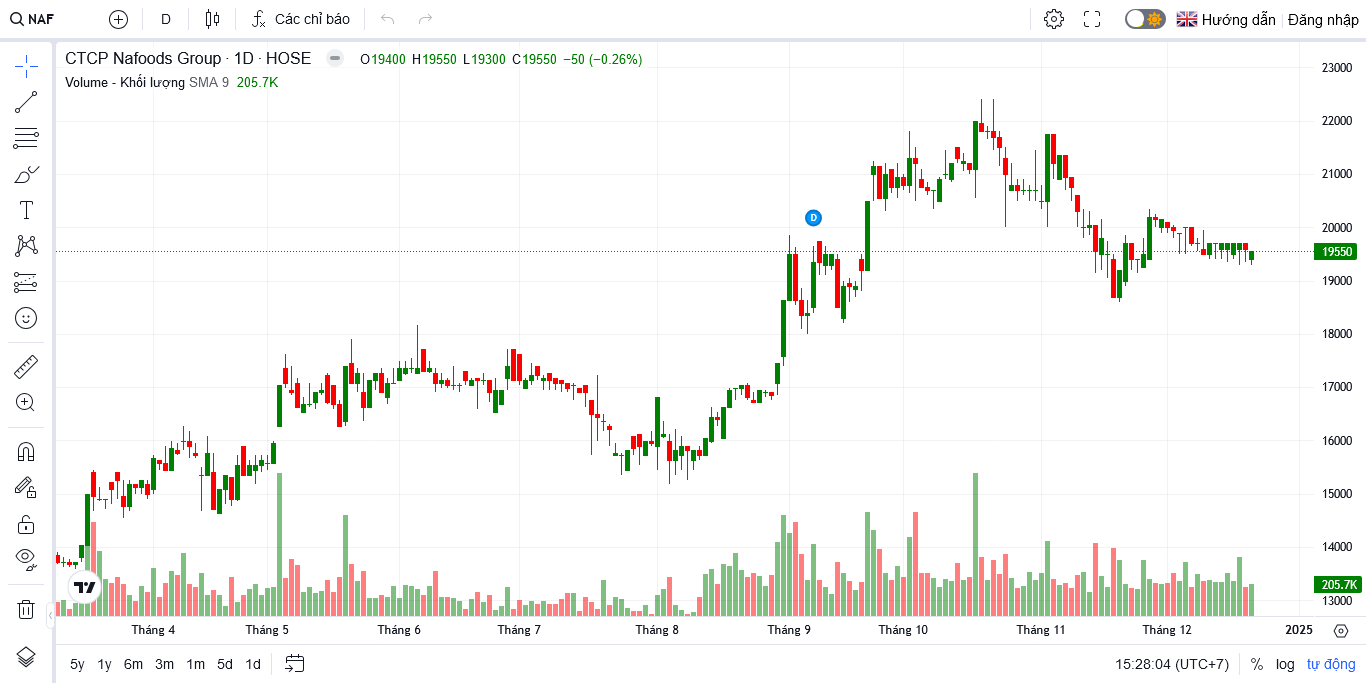 NAF D Các chỉ báo Hướng dẫn Đăng nhập
CTCP Nafoods Group · 1D · HOSE O19400 H19550 L19300 C19550 −50 (−0.26%)
Volume - Khối lượng SMA 9 205.7K
23000
22000
21000
D
20000
19550
19000
18000
17000
16000
15000
14000
205.7K
13000
Tháng 4 Tháng 5 Tháng 6 Tháng 7 Tháng 8 Tháng 9 Tháng 10 Tháng 11 Tháng 12 2025
5y 1y 6m 3m 1m 5d 1d 15:28:04 (UTC+7) % log tự động